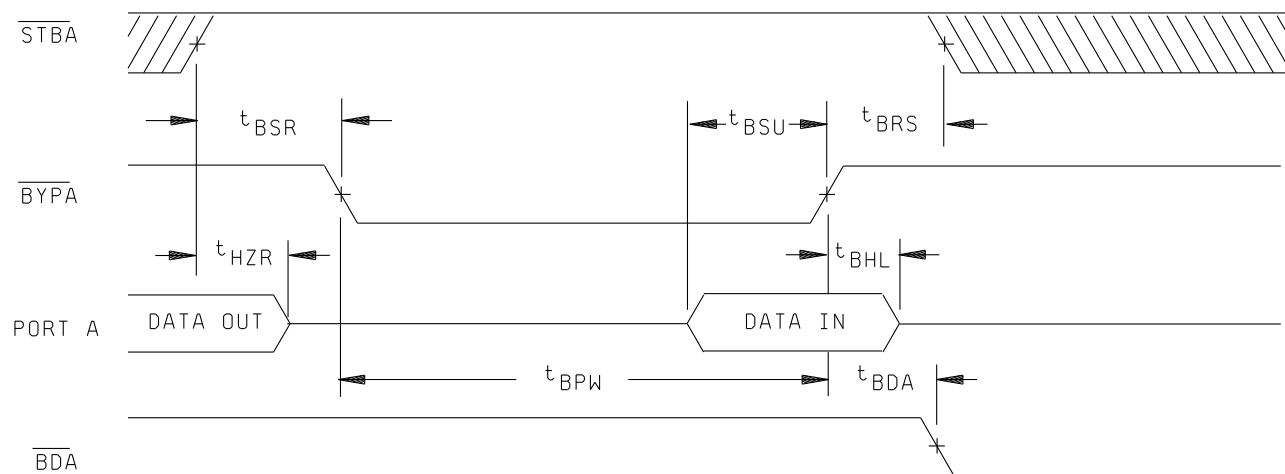 STBA
tBSR
tBSU
tBRS
BYPA
tHZR
tBHL
PORT A
DATA OUT
DATA IN
tBPW
tBDA
BDA